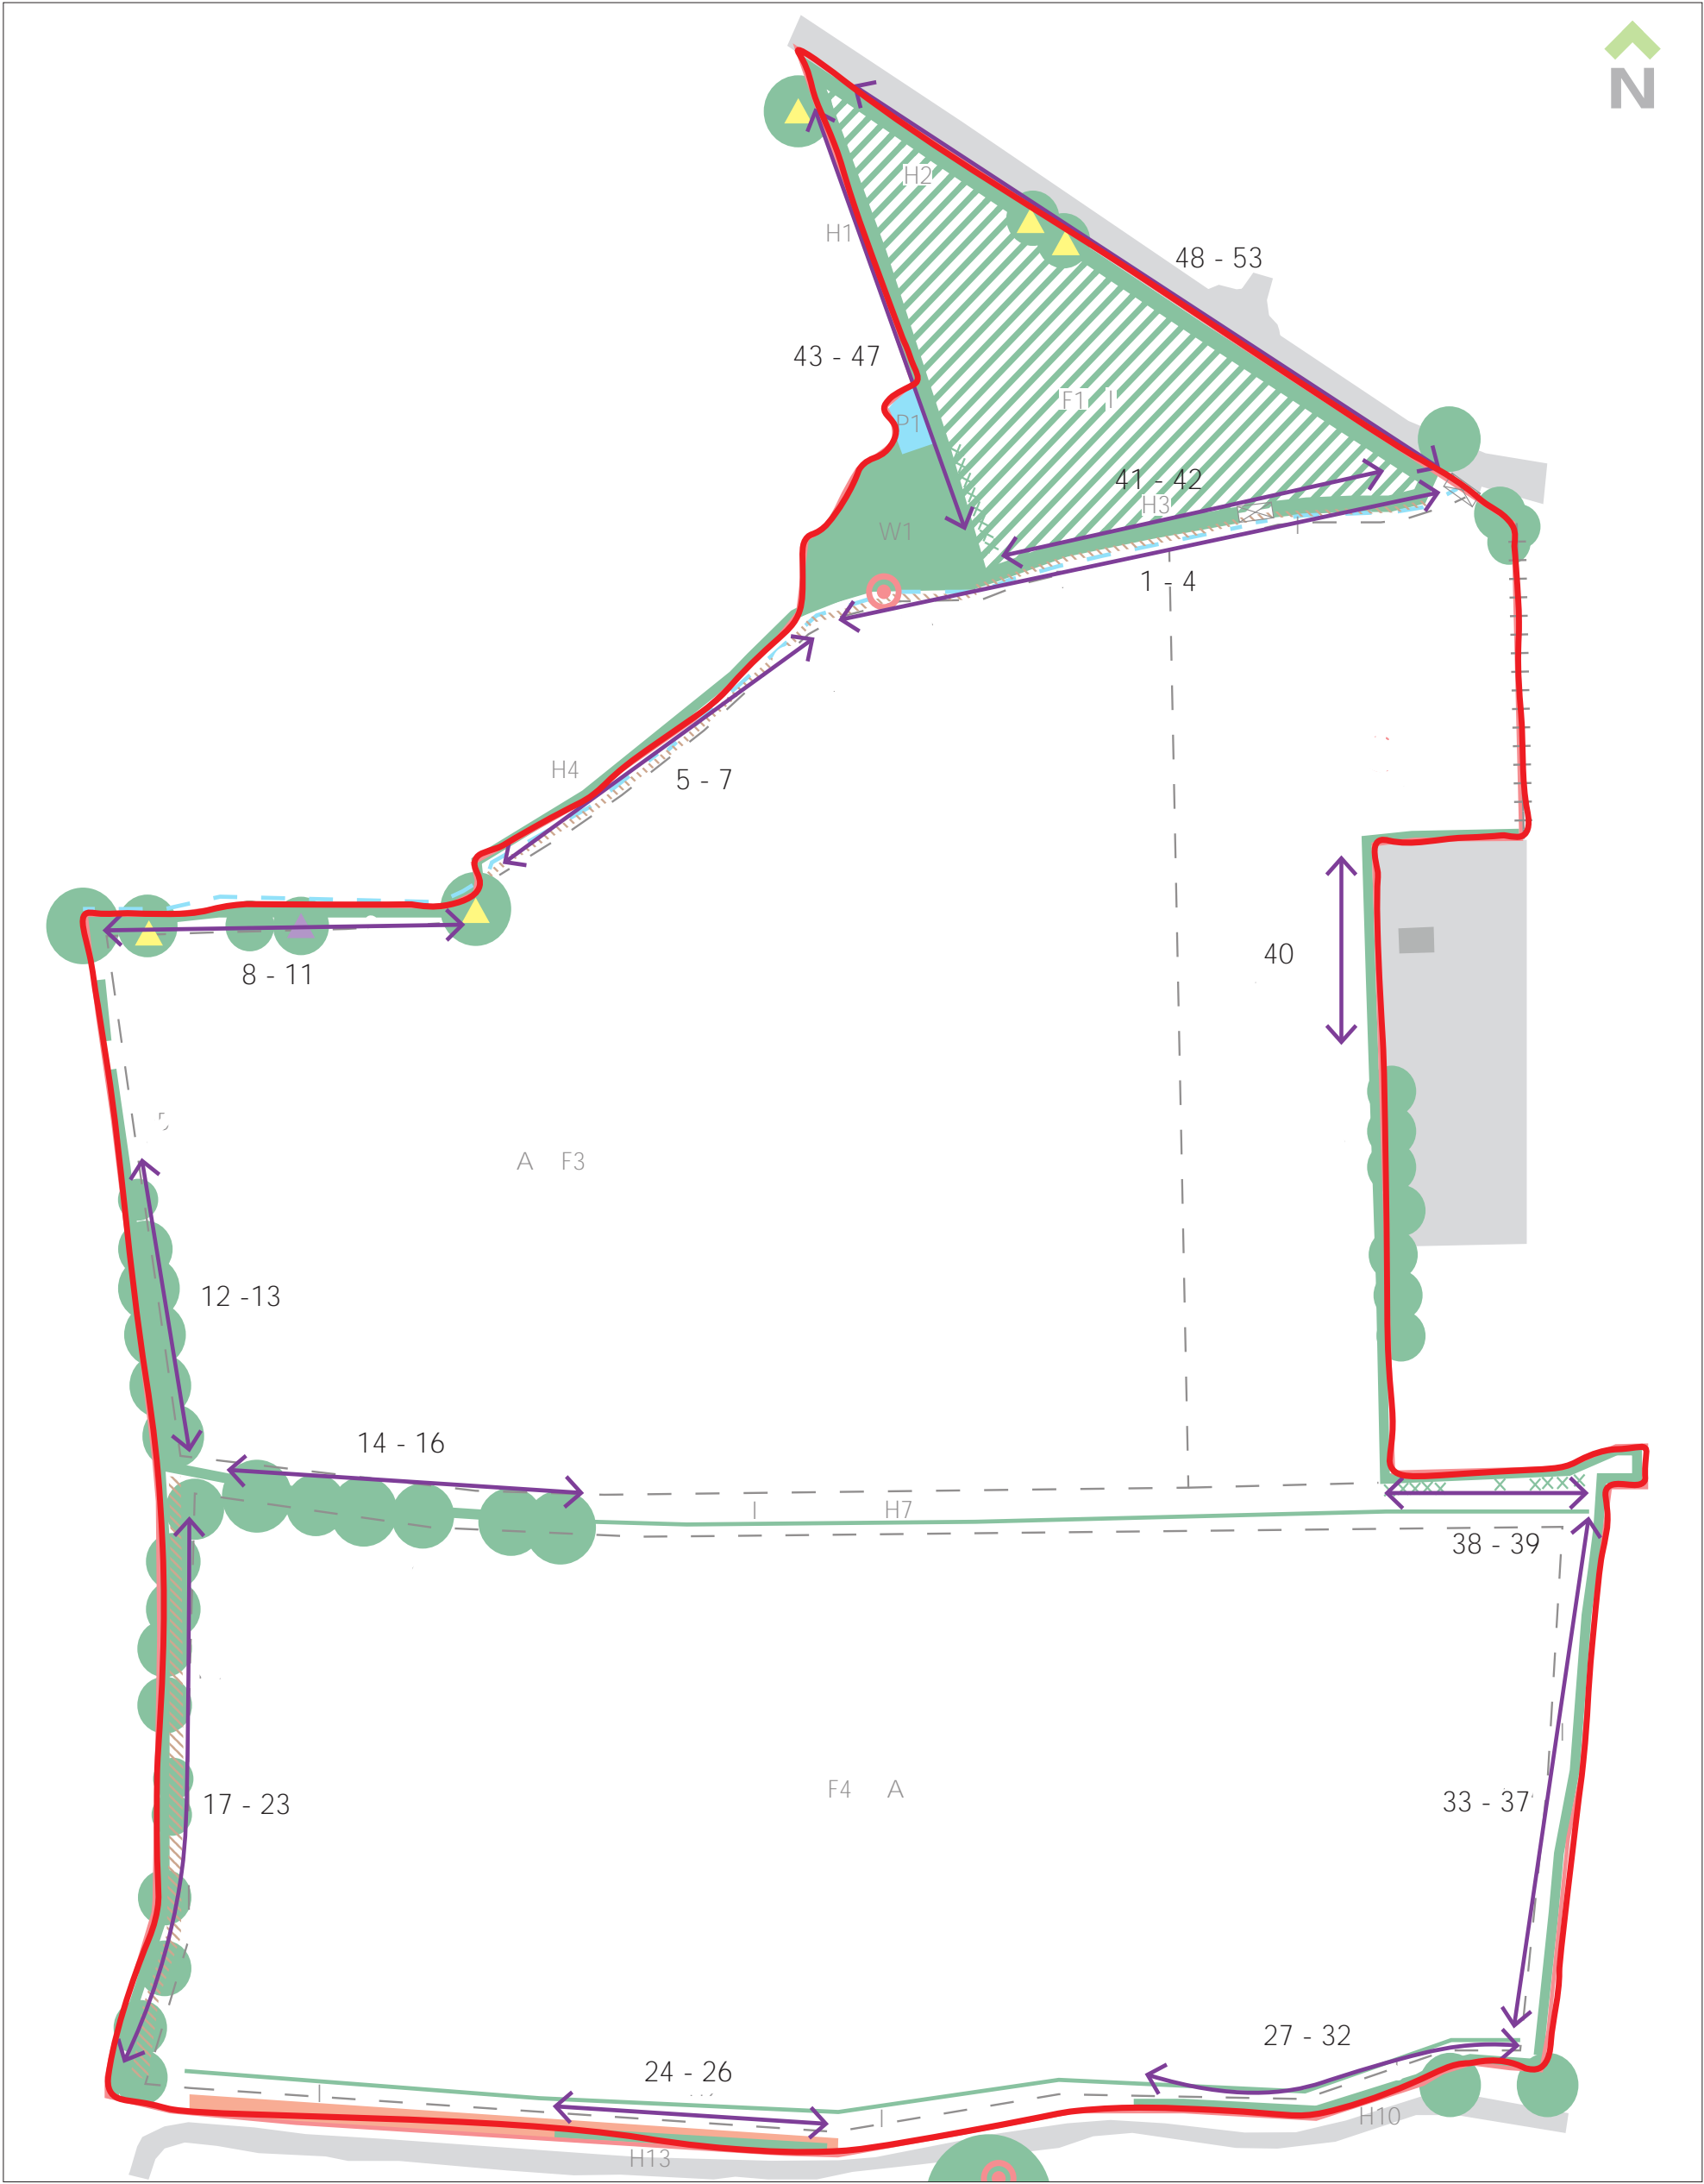 N
H2
H1
48 - 53
43 - 47
F1 I
P1
41 - 42
H3
W1
1 - 4
H4
5 - 7
40
8 - 11
A F3
12 -13
14 - 16
H7
38 - 39
F4 A
17 - 23
33 - 37
27 - 32
24 - 26
H10
H13